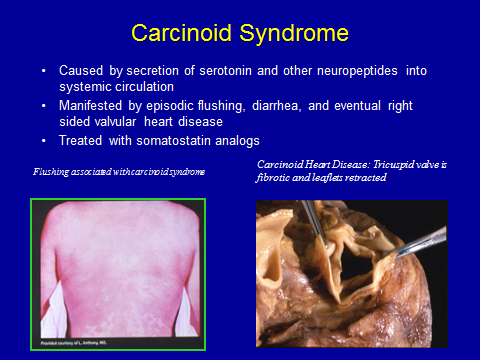 Carcinoid Syndrome
• Caused by secretion of serotonin and other neuropeptides into
systemic circulation
• Manifested by episodic flushing, diarrhea, and eventual right
sided valvular heart disease
• Treated with somatostatin analogs
Flushing associated with carcinoid syndrome
Carcinoid Heart Disease: Tricuspid valve is
fibrotic and leaflets retracted
Provided courtesy of L. Anthony, MD.